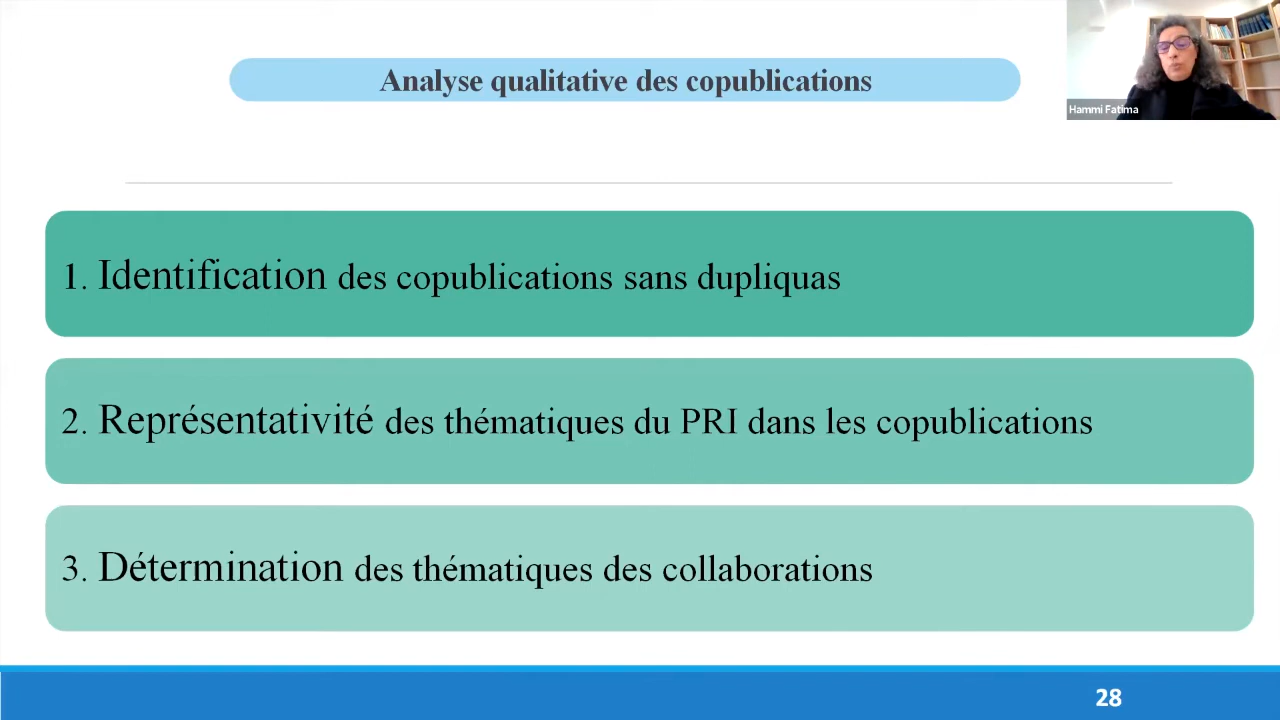 Analyse qualitative des copublications
Hammi Fatima
1. Identification des copublications sans dupliquas
2. Représentativité des thématiques du PRI dans les copublications
3. Détermination des thématiques des collaborations
28